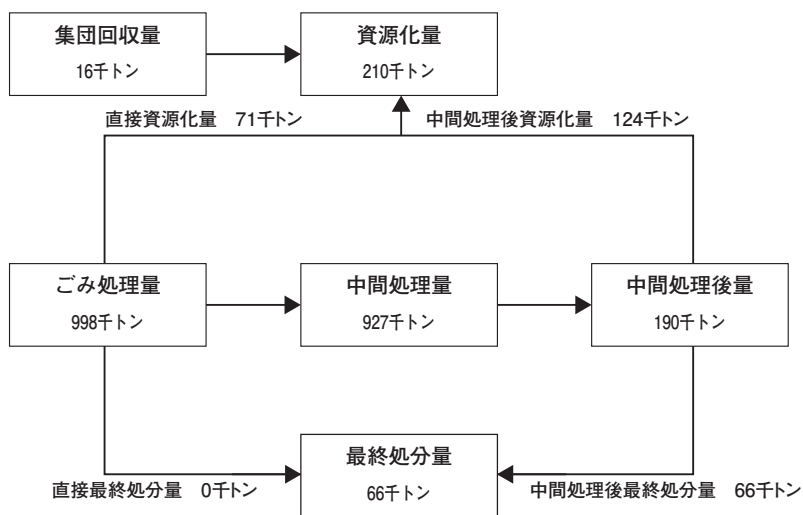 集団回収量
16千トン
資源化量
210千トン
直接資源化量　71千トン
中間処理後資源化量　124千トン
ごみ処理量
998千トン
中間処理量
927千トン
中間処理後量
190千トン
最終処分量
66千トン
直接最終処分量　0千トン
中間処理後最終処分量　66千トン